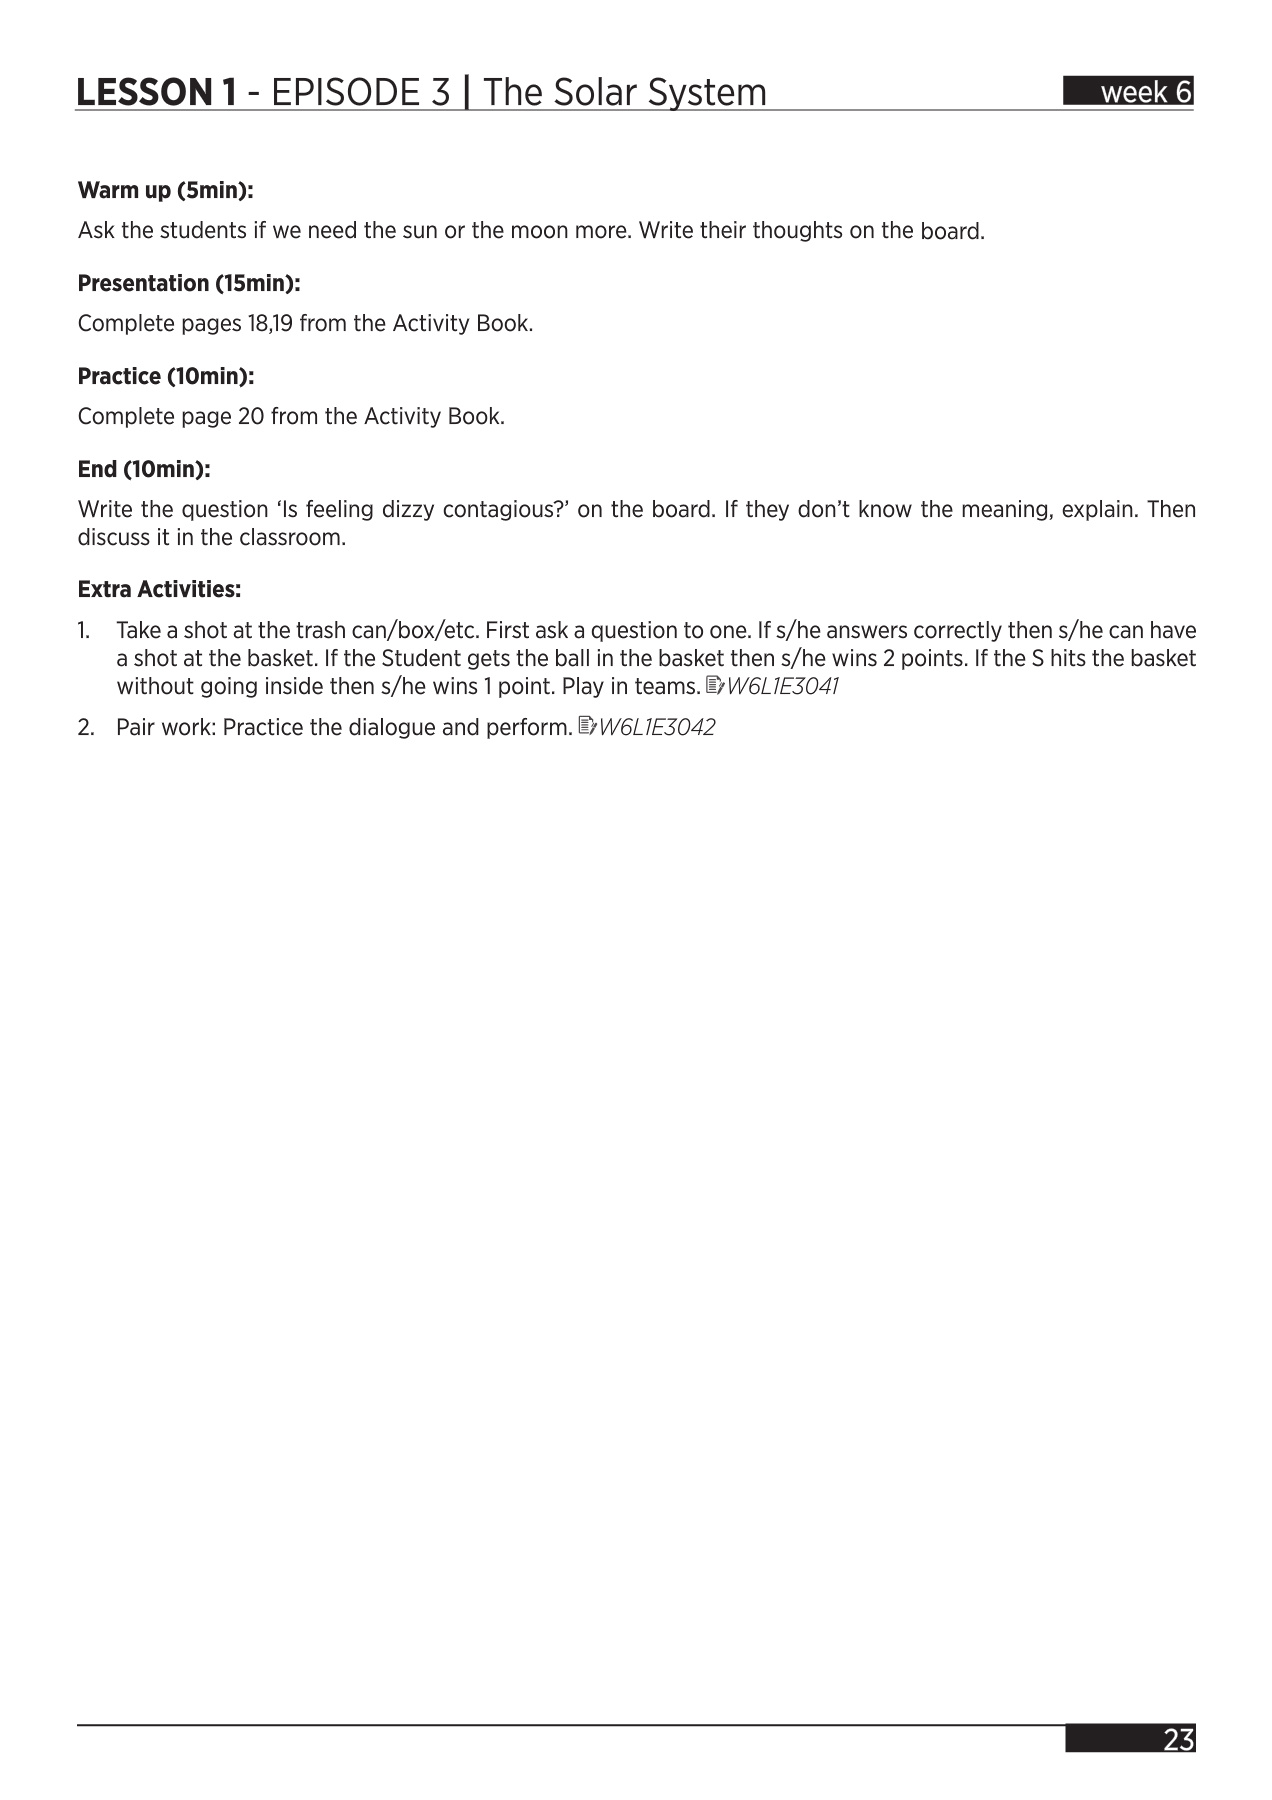 LESSON 1 - EPISODE 3 | The Solar System
week 6
Warm up (5min):
Ask the students if we need the sun or the moon more. Write their thoughts on the board.
Presentation (15min):
Complete pages 18,19 from the Activity Book.
Practice (10min):
Complete page 20 from the Activity Book.
End (10min):
Write the question ‘Is feeling dizzy contagious?’ on the board. If they don’t know the meaning, explain. Then
discuss it in the classroom.
Extra Activities:
1. Take a shot at the trash can/box/etc. First ask a question to one. If s/he answers correctly then s/he can have
a shot at the basket. If the Student gets the ball in the basket then s/he wins 2 points. If the S hits the basket
without going inside then s/he wins 1 point. Play in teams. W6L1E3041
2. Pair work: Practice the dialogue and perform. W6L1E3042
23